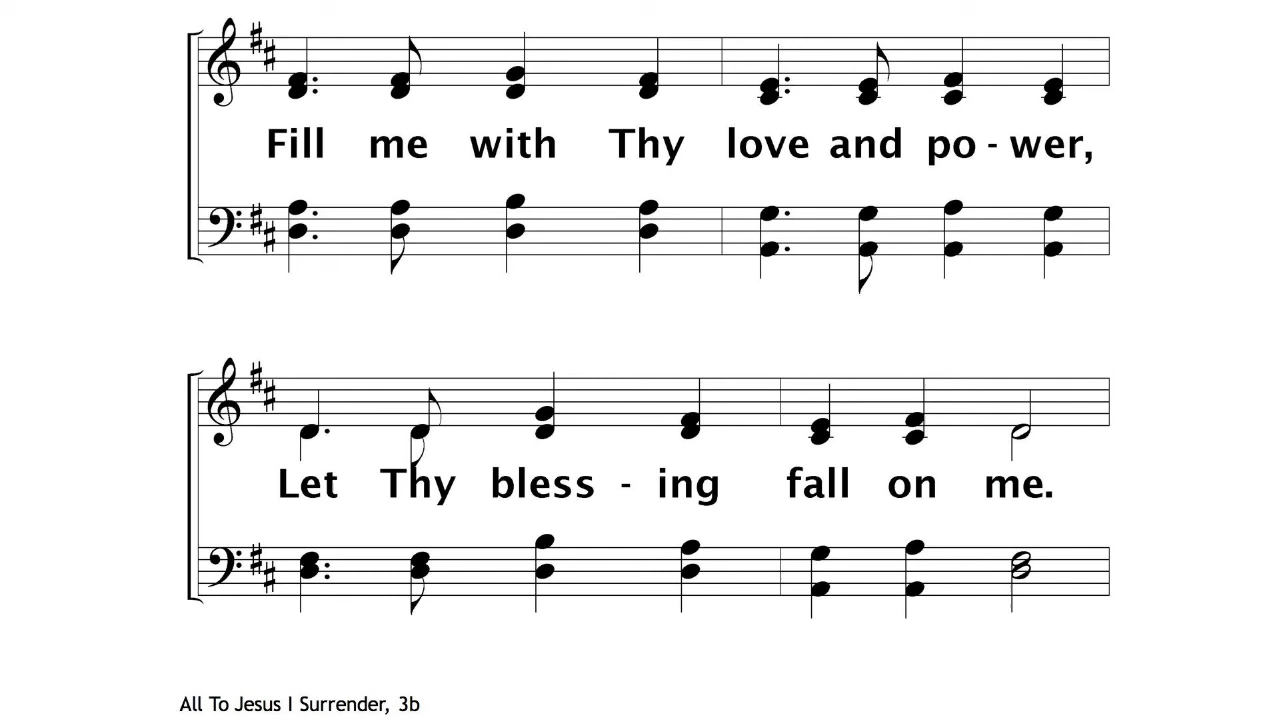 Fill me with Thy love and po - wer,
Let Thy bless - ing fall on me.
All To Jesus I Surrender, 3b